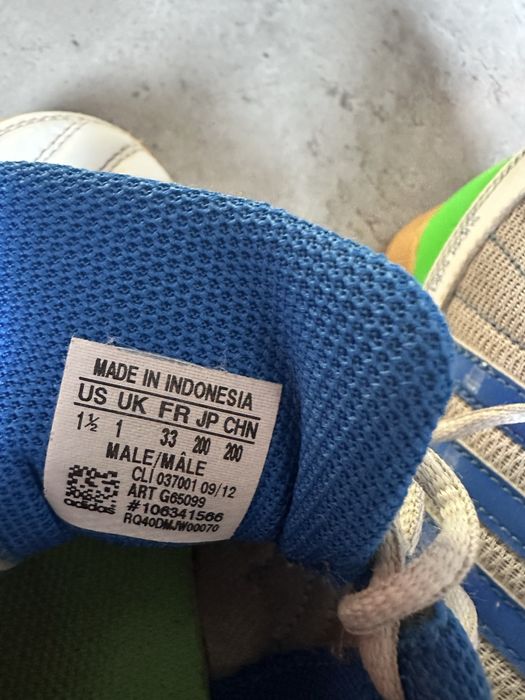 MADE IN INDONESIA
US UK FR JP CHN
1½ 1 33 200 200
MALE/MÂLE
CLI 037001 09/12
ART G65099
#106341566
adidas RQ40DMJW00070